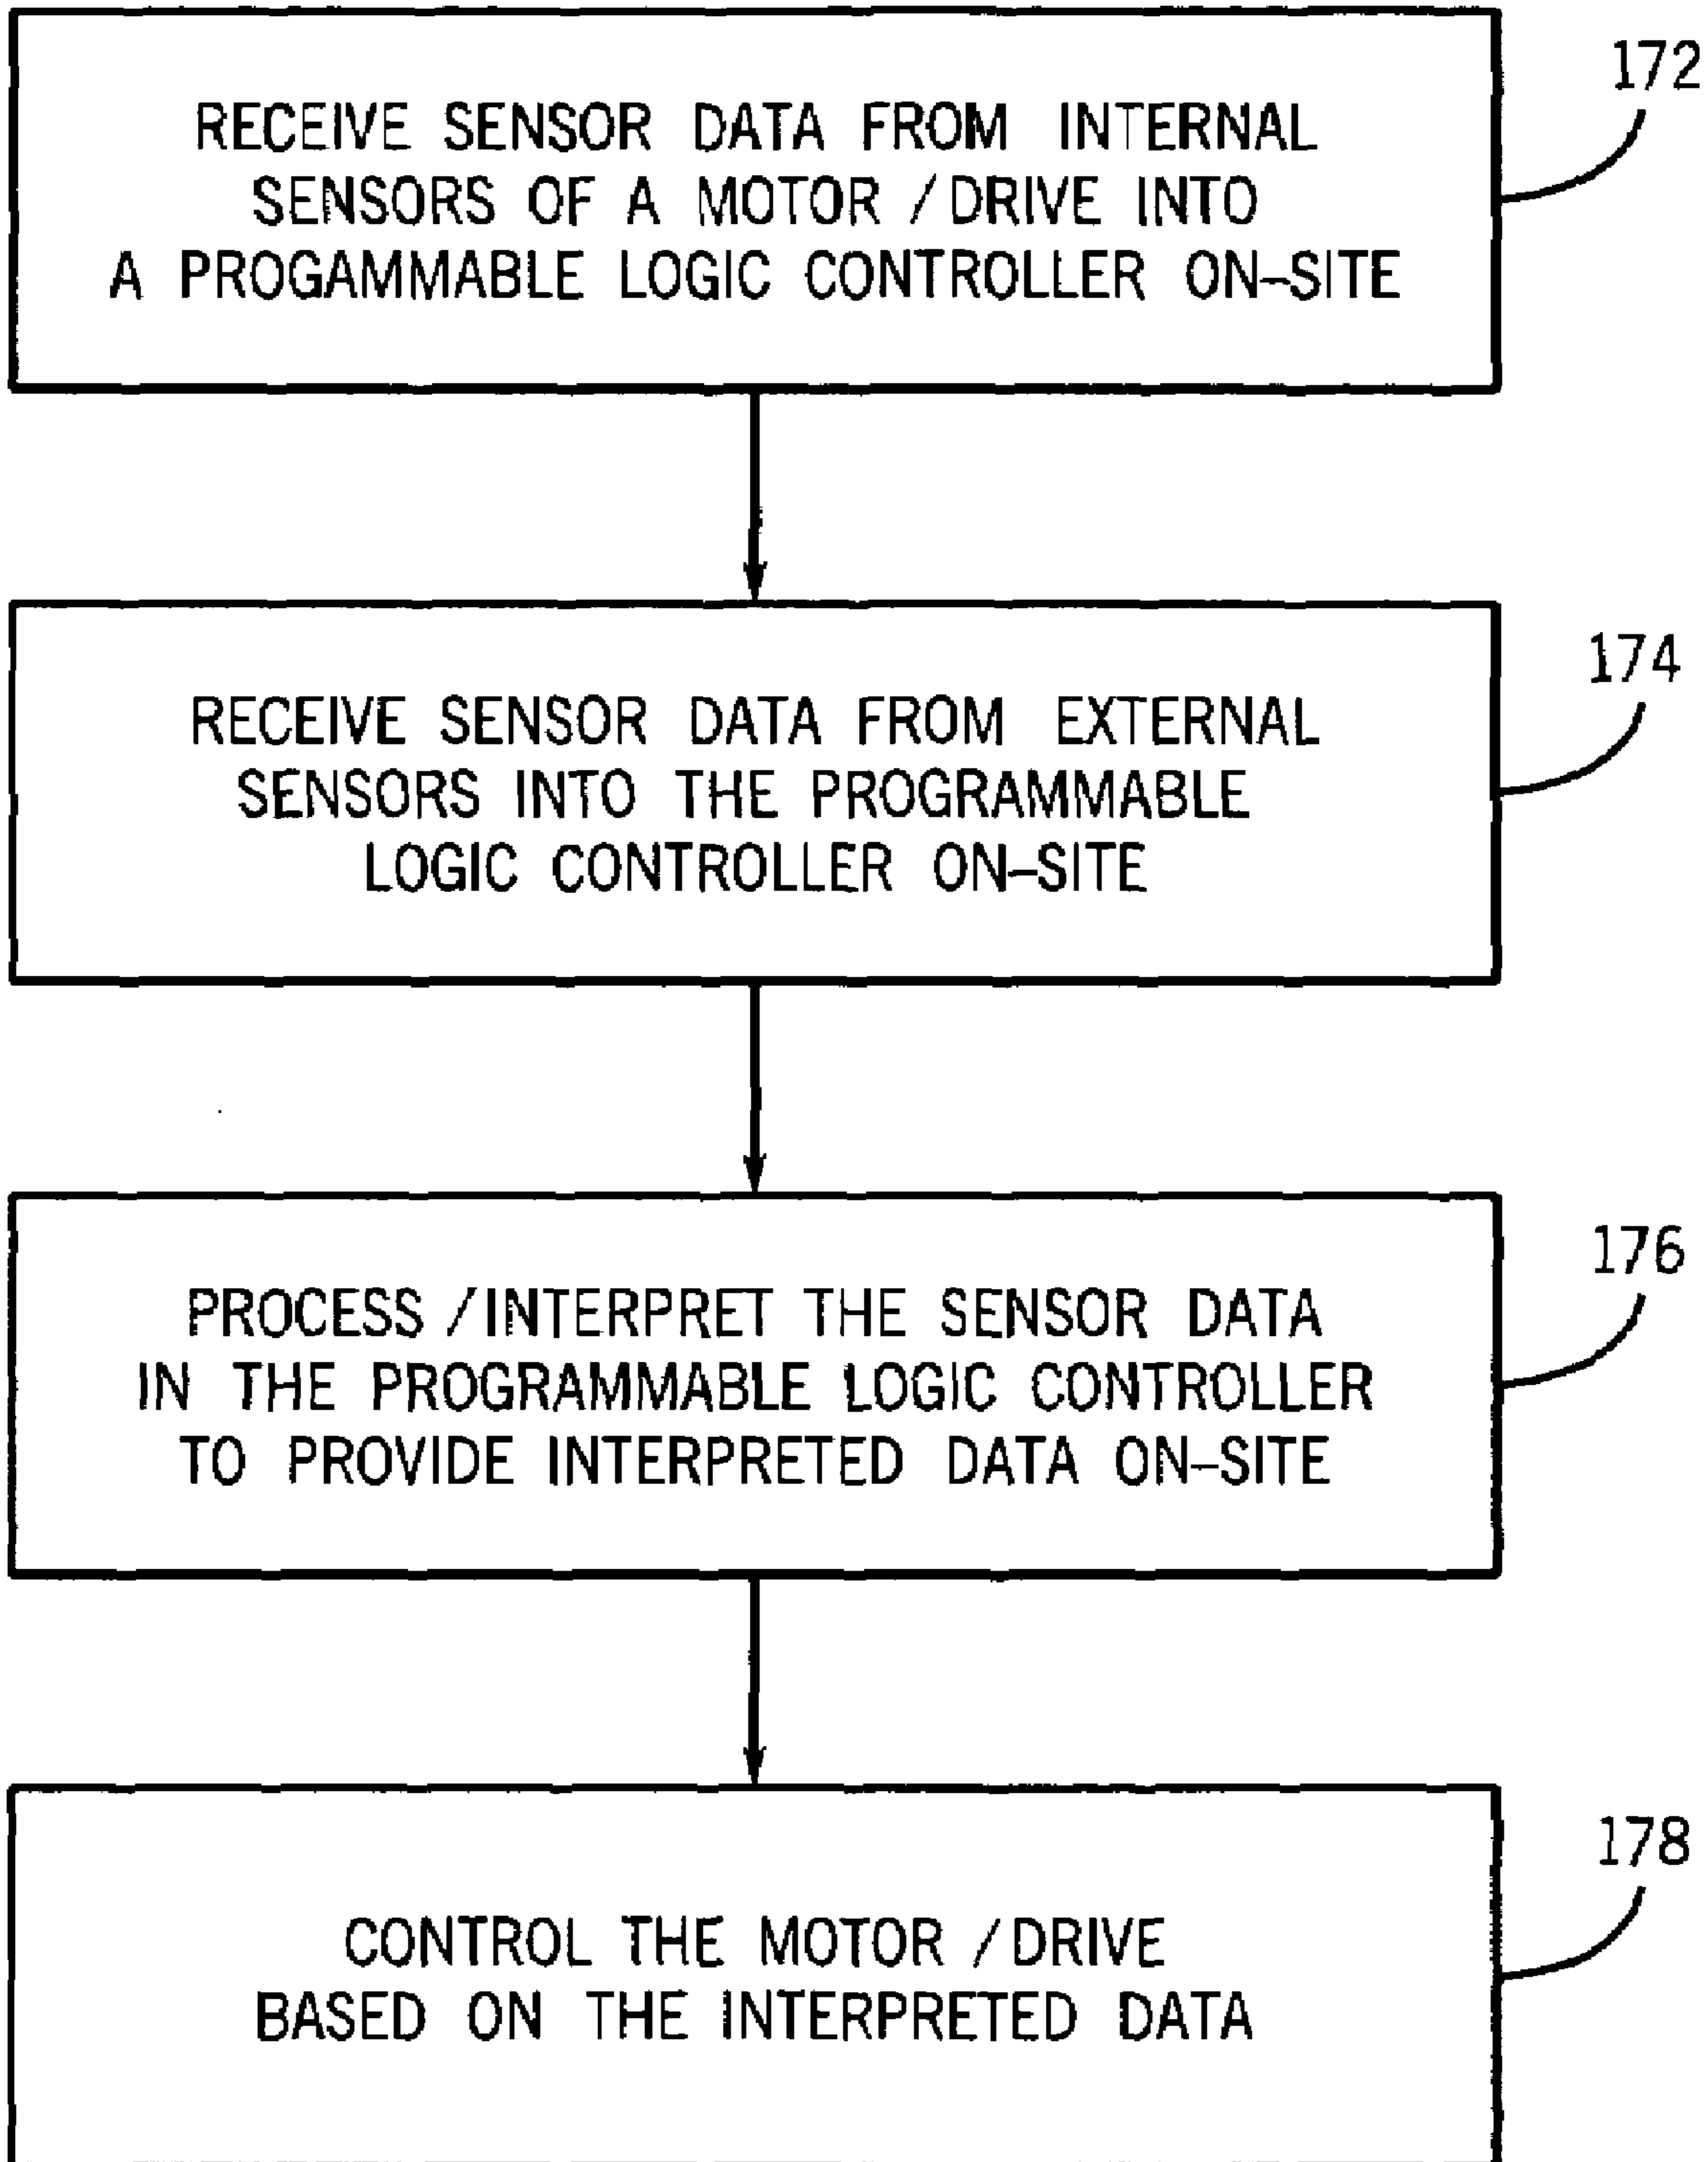 172
RECEIVE SENSOR DATA FROM INTERNAL
SENSORS OF A MOTOR / DRIVE INTO
A PROGAMMABLE LOGIC CONTROLLER ON-SITE
174
RECEIVE SENSOR DATA FROM EXTERNAL
SENSORS INTO THE PROGRAMMABLE
LOGIC CONTROLLER ON-SITE
176
PROCESS / INTERPRET THE SENSOR DATA
IN THE PROGRAMMABLE LOGIC CONTROLLER
TO PROVIDE INTERPRETED DATA ON-SITE
178
CONTROL THE MOTOR / DRIVE
BASED ON THE INTERPRETED DATA